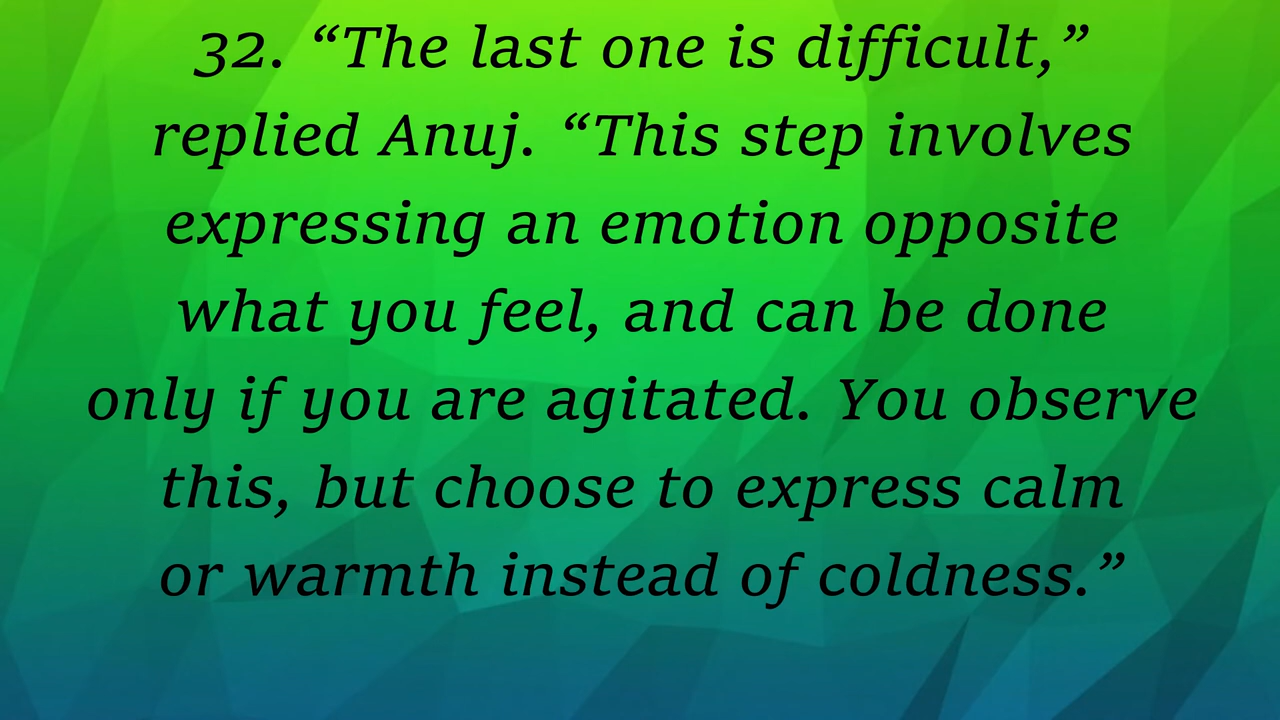 32. “The last one is difficult,”
replied Anuj. “This step involves
expressing an emotion opposite
what you feel, and can be done
only if you are agitated. You observe
this, but choose to express calm
or warmth instead of coldness.”